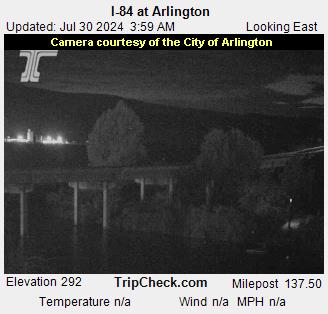 I-84 at Arlington
Updated: Jul 30 2024 3:59 AM Looking East
Camera courtesy of the City of Arlington
Elevation 292 TripCheck.com Milepost 137.50
Temperature n/a Wind n/a MPH n/a